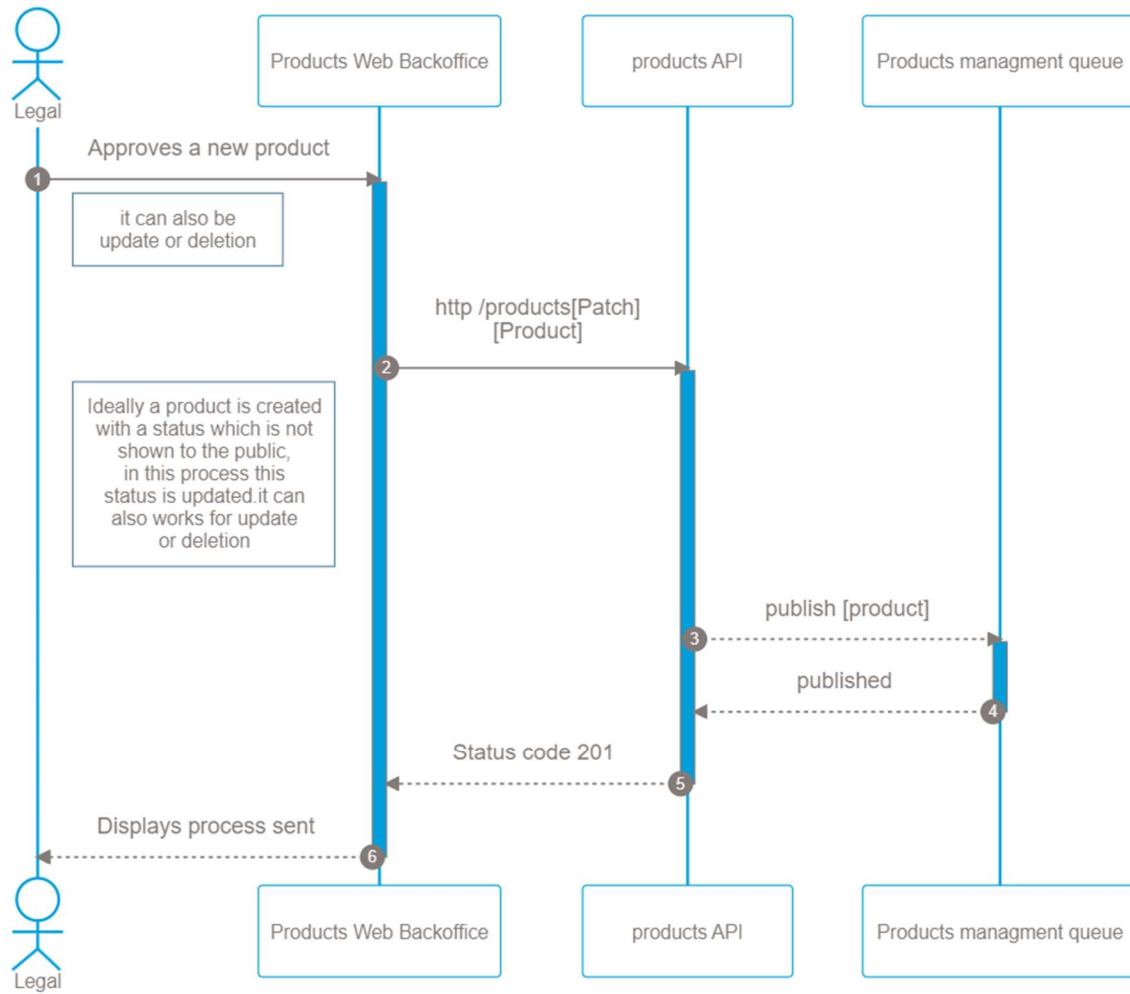 Products Web Backoffice
products API
Products managment queue
Legal
Approves a new product
1
it can also be
update or deletion
http /products[Patch]
[Product]
2
Ideally a product is created
with a status which is not
shown to the public,
in this process this
status is updated.it can
also works for update
or deletion
publish [product]
3
published
4
Status code 201
5
Displays process sent
6
Products Web Backoffice
products API
Products managment queue
Legal